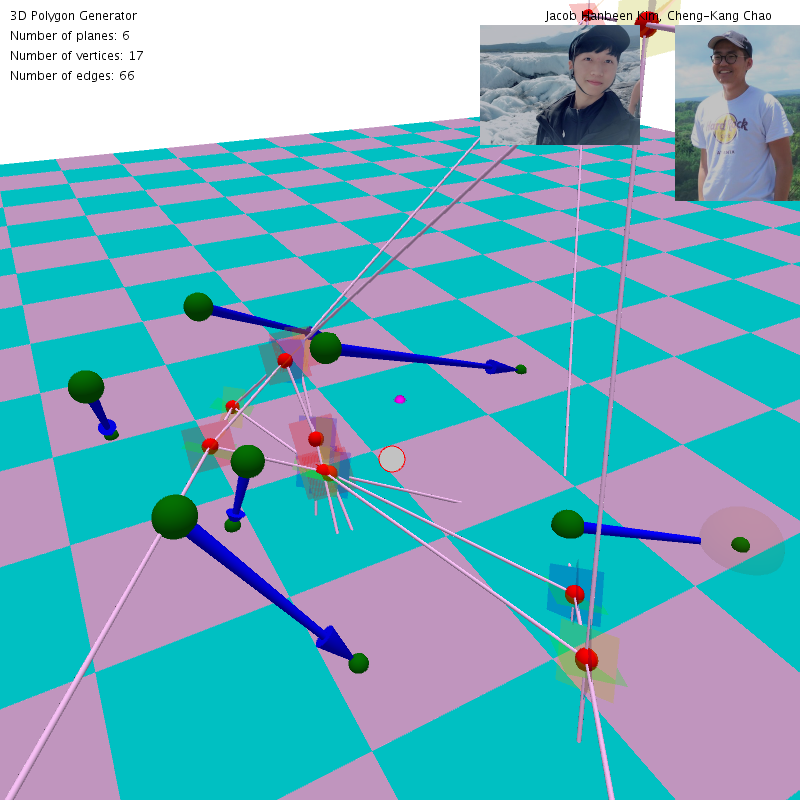 3D Polygon Generator
Jacob Hanbeen Kim, Cheng-Kang Chao
Number of planes: 6
Number of vertices: 17
Number of edges: 66